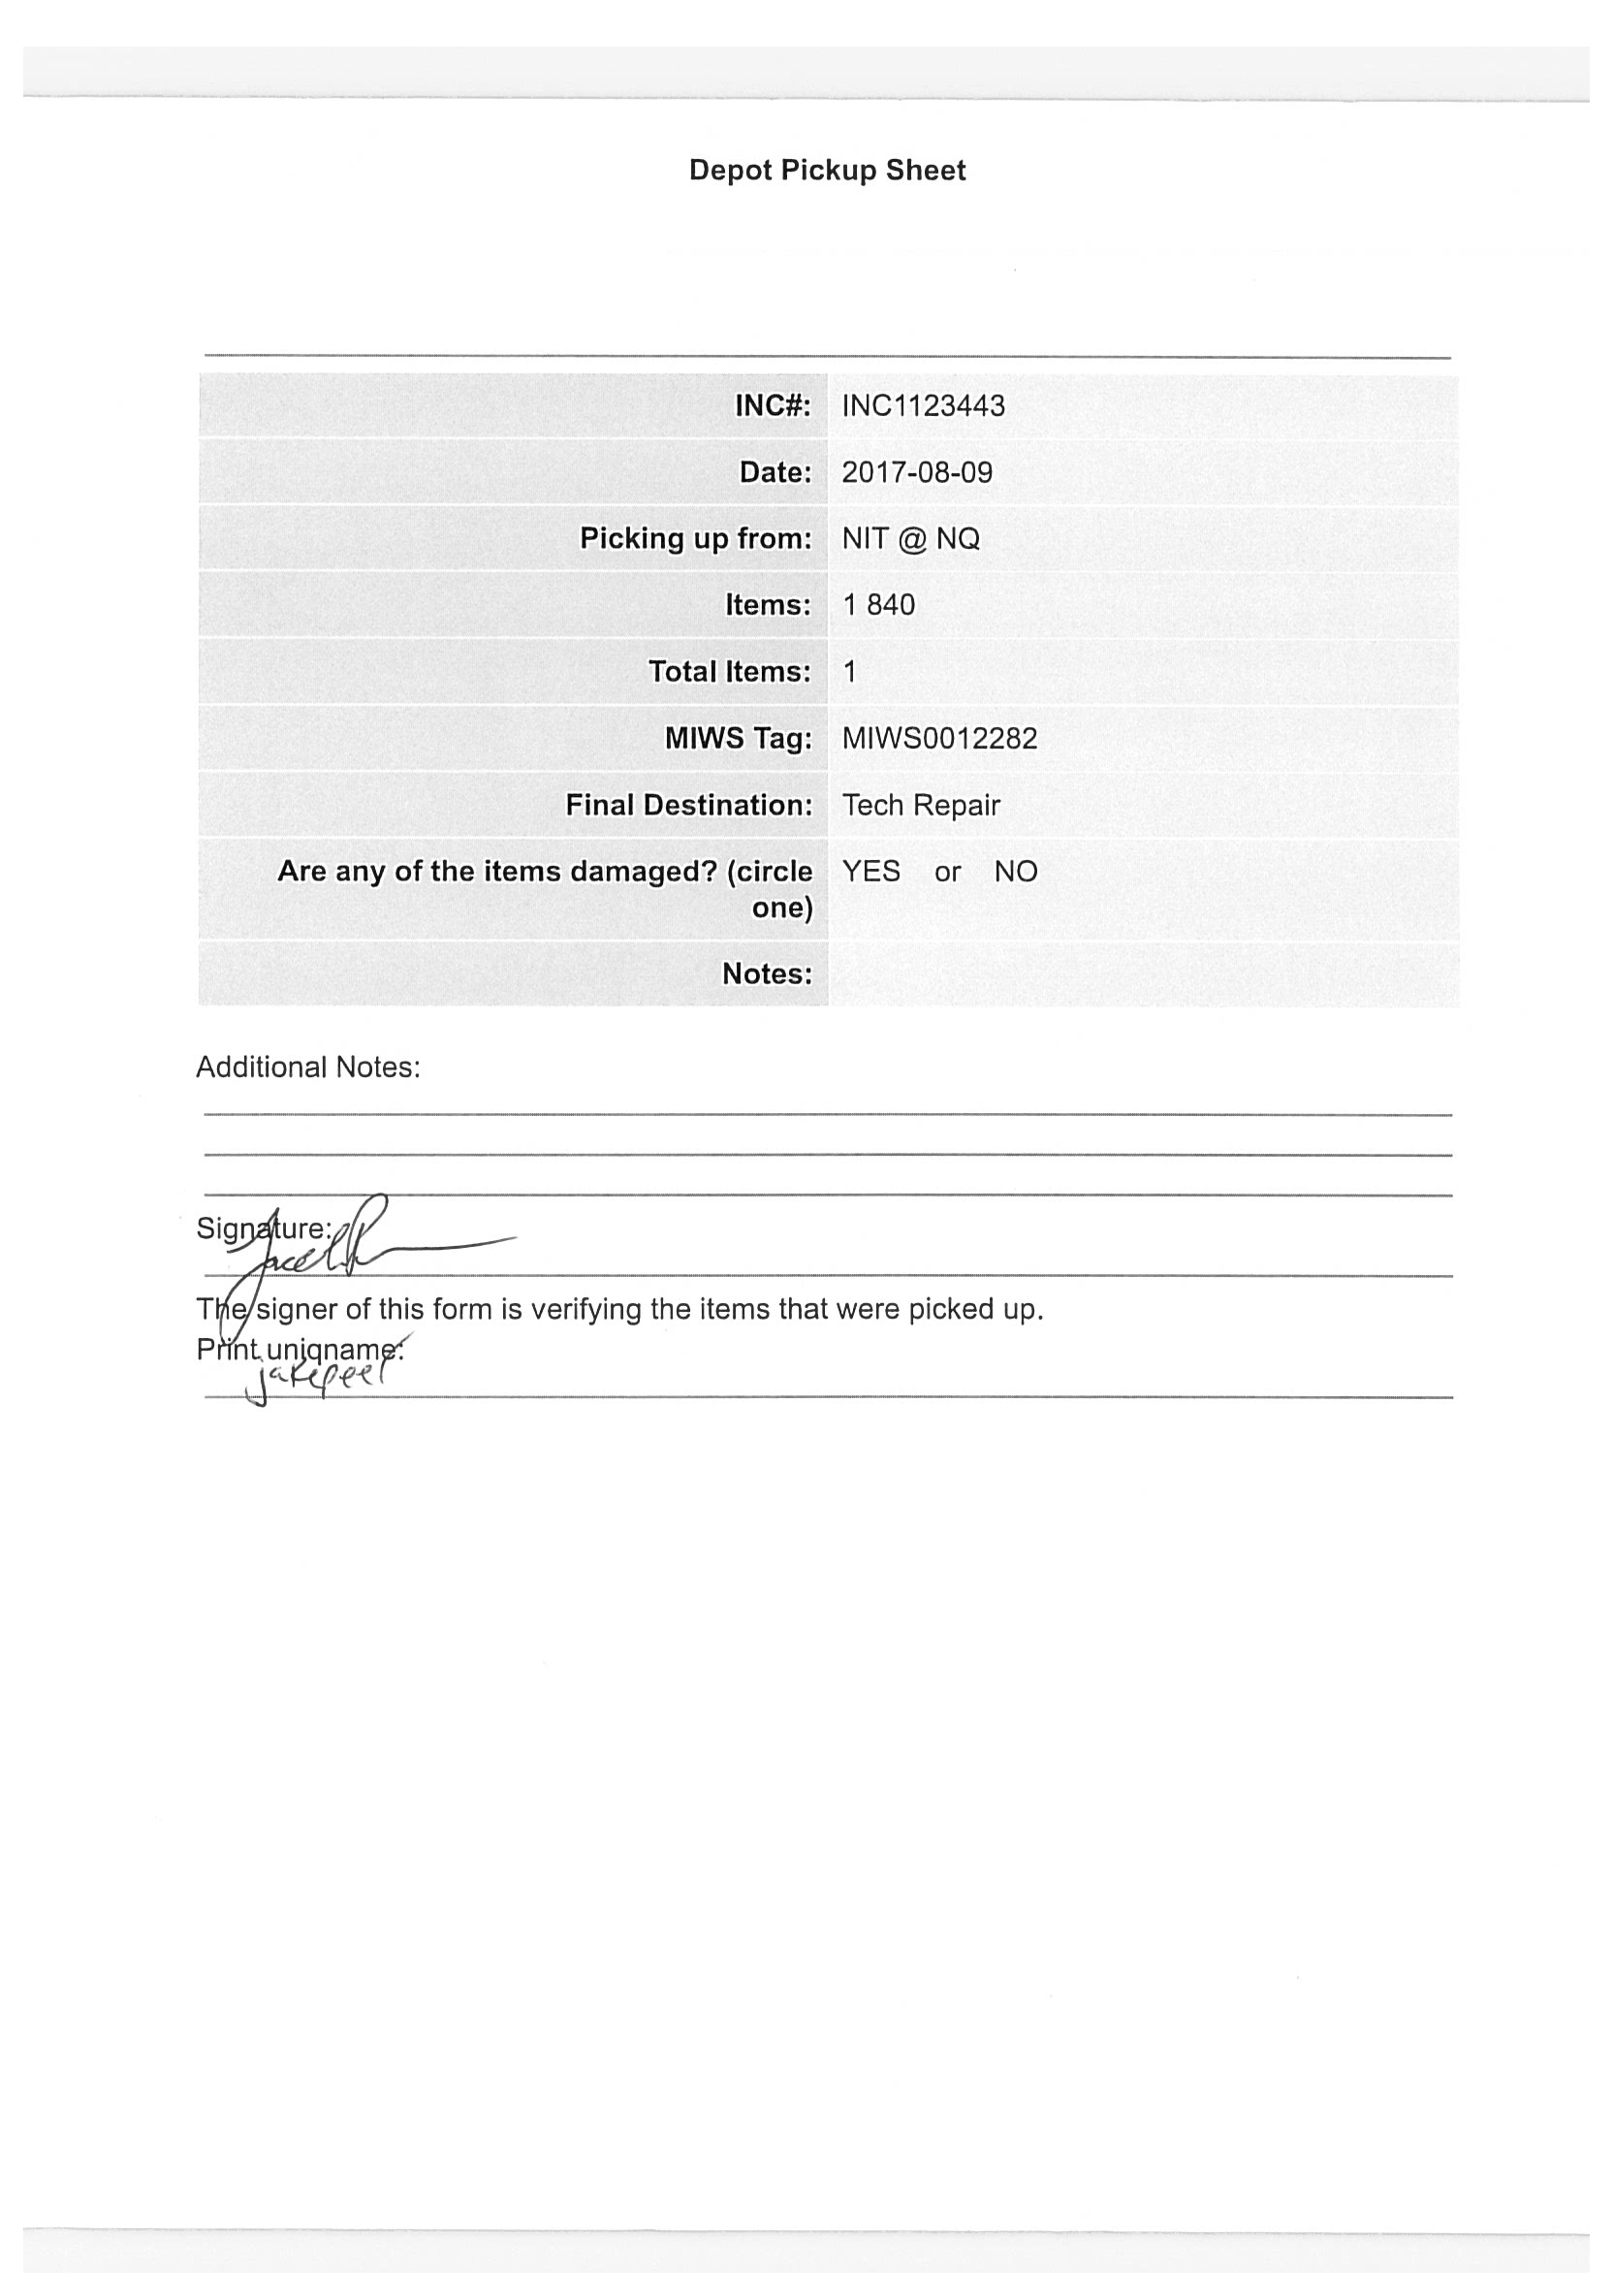 Depot Pickup Sheet
INC#: INC1123443
Date: 2017-08-09
Picking up from: NIT @ NQ
Items: 1 840
Total Items: 1
MIWS Tag: MIWS0012282
Final Destination: Tech Repair
Are any of the items damaged? (circle YES or NO
one)
Notes:
Additional Notes:
Signature:
The signer of this form is verifying the items that were picked up.
Print uniqname:
jakepeel